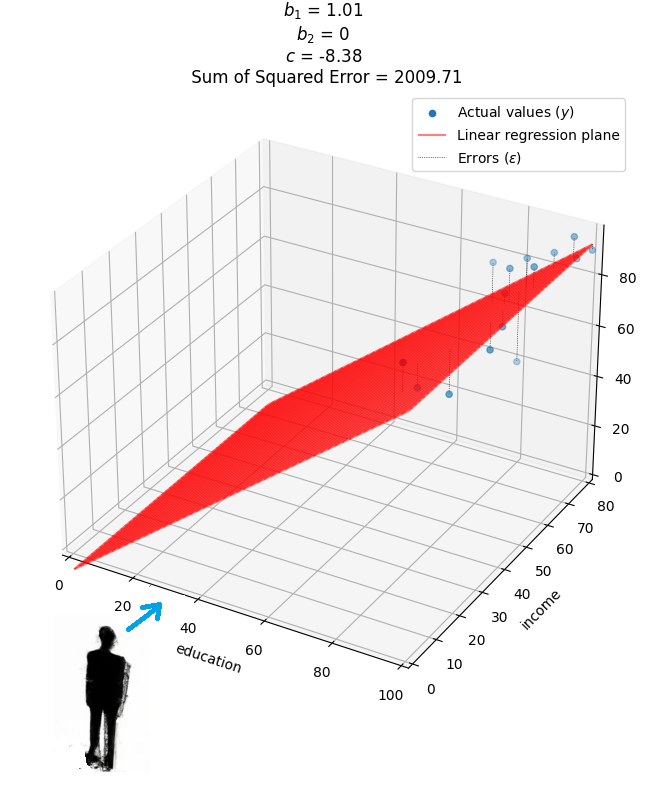 b₁ = 1.01
b₂ = 0
c = -8.38
Sum of Squared Error = 2009.71
Actual values (y)
Linear regression plane
Errors (ε)
80
60
40
20
0
80
70
60
50
40
30
20
10
0
income
0
20
40
60
80
100
education